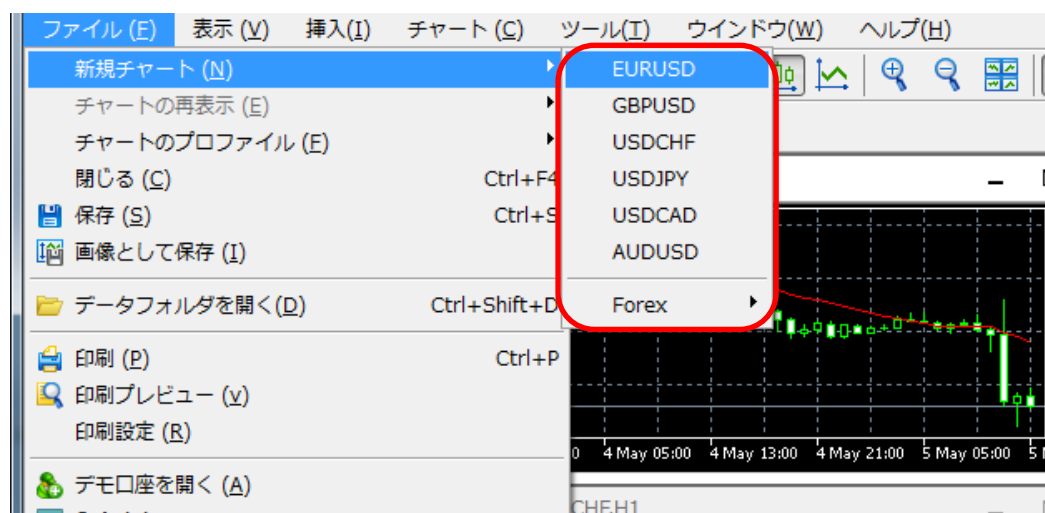 ファイル (F) 表示 (V) 挿入(I) チャート (C) ツール(T) ウインドウ(W) ヘルプ(H)
新規チャート (N)
チャートの再表示 (E)
チャートのプロファイル (F)
閉じる (C) Ctrl+F4
保存 (S) Ctrl+S
画像として保存 (I)
データフォルダを開く(D) Ctrl+Shift+D
印刷 (P) Ctrl+P
印刷プレビュー (v)
印刷設定 (R)
デモ口座を開く (A)
EURUSD
GBPUSD
USDCHF
USDJPY
USDCAD
AUDUSD
Forex
0 4 May 05:00 4 May 13:00 4 May 21:00 5 May 05:00 5
CHF,H1